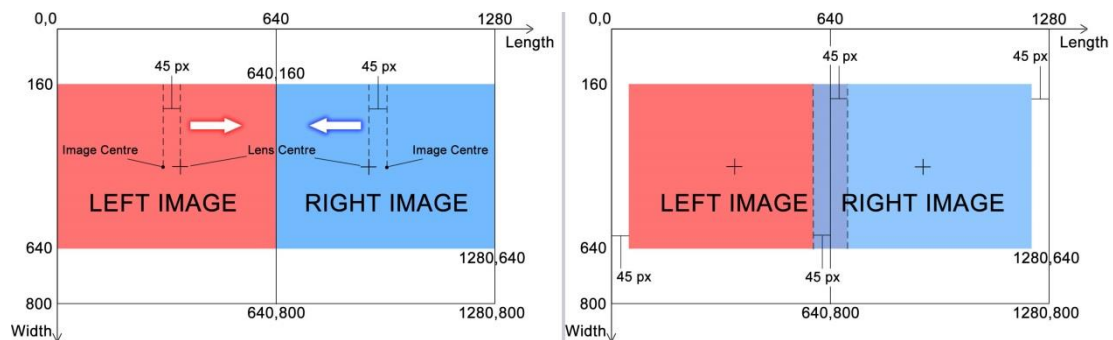 0,0 640 1280
Length
45 px 45 px
640,160
160
Image Centre Lens Centre Image Centre
LEFT IMAGE RIGHT IMAGE
640
1280,640
800
Width
640,800 1280,800
0,0 640 1280
Length
45 px 45 px
160
LEFT IMAGE RIGHT IMAGE
640
1280,640
45 px 45 px
800
Width
640,800 1280,800